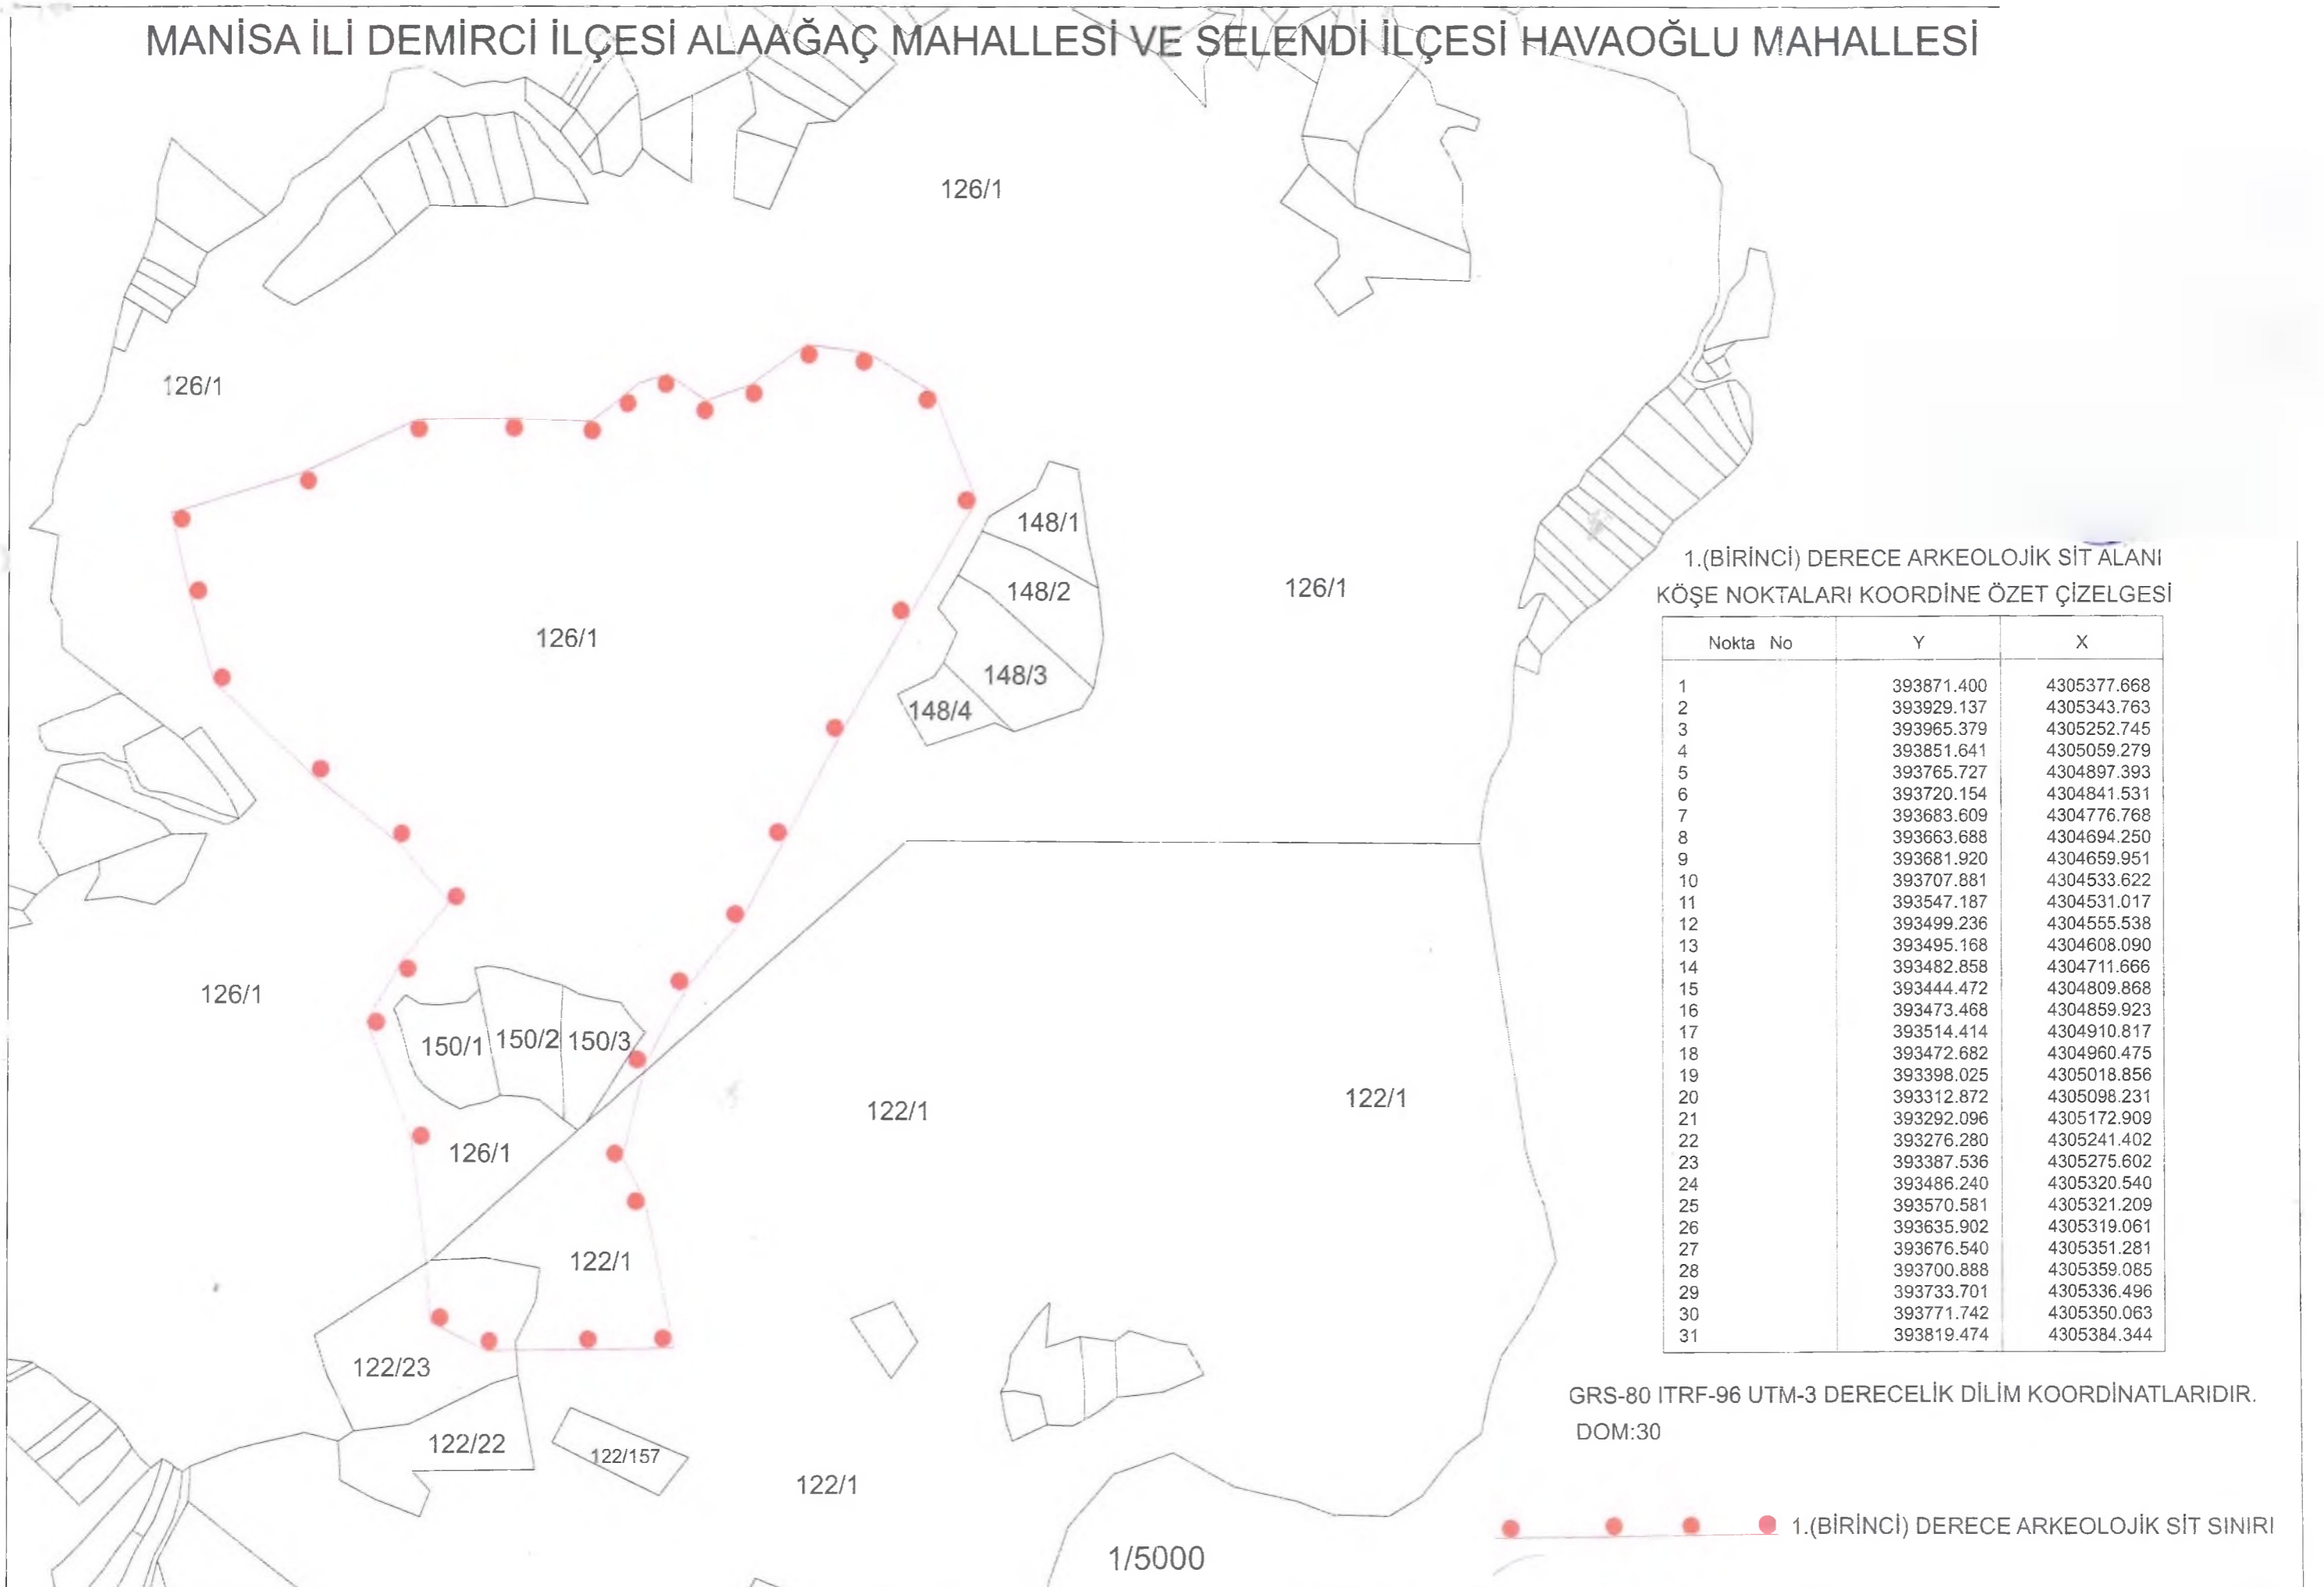 MANİSA İLİ DEMİRCİ İLÇESİ ALAAĞAÇ MAHALLESİ VE SELENDİ İLÇESİ HAVAOĞLU MAHALLESİ
126/1
126/1
148/1
148/2
126/1
126/1
148/3
148/4
126/1
150/1
150/2
150/3
122/1
122/1
126/1
122/1
122/23
122/22
122/157
122/1
1/5000
1.(BİRİNCİ) DERECE ARKEOLOJİK SİT ALANI
KÖŞE NOKTALARI KOORDİNE ÖZET ÇİZELGESİ
Nokta No Y X
1 393871.400 4305377.668
2 393929.137 4305343.763
3 393965.379 4305252.745
4 393851.641 4305059.279
5 393765.727 4304897.393
6 393720.154 4304841.531
7 393683.609 4304776.768
8 393663.688 4304694.250
9 393681.920 4304659.951
10 393707.881 4304533.622
11 393547.187 4304531.017
12 393499.236 4304555.538
13 393495.168 4304608.090
14 393482.858 4304711.666
15 393444.472 4304809.868
16 393473.468 4304859.923
17 393514.414 4304910.817
18 393472.682 4304960.475
19 393398.025 4305018.856
20 393312.872 4305098.231
21 393292.096 4305172.909
22 393276.280 4305241.402
23 393387.536 4305275.602
24 393486.240 4305320.540
25 393570.581 4305321.209
26 393635.902 4305319.061
27 393676.540 4305351.281
28 393700.888 4305359.085
29 393733.701 4305336.496
30 393771.742 4305350.063
31 393819.474 4305384.344
GRS-80 ITRF-96 UTM-3 DERECELİK DİLİM KOORDİNATLARIDIR.
DOM:30
1.(BİRİNCİ) DERECE ARKEOLOJİK SİT SINIRI